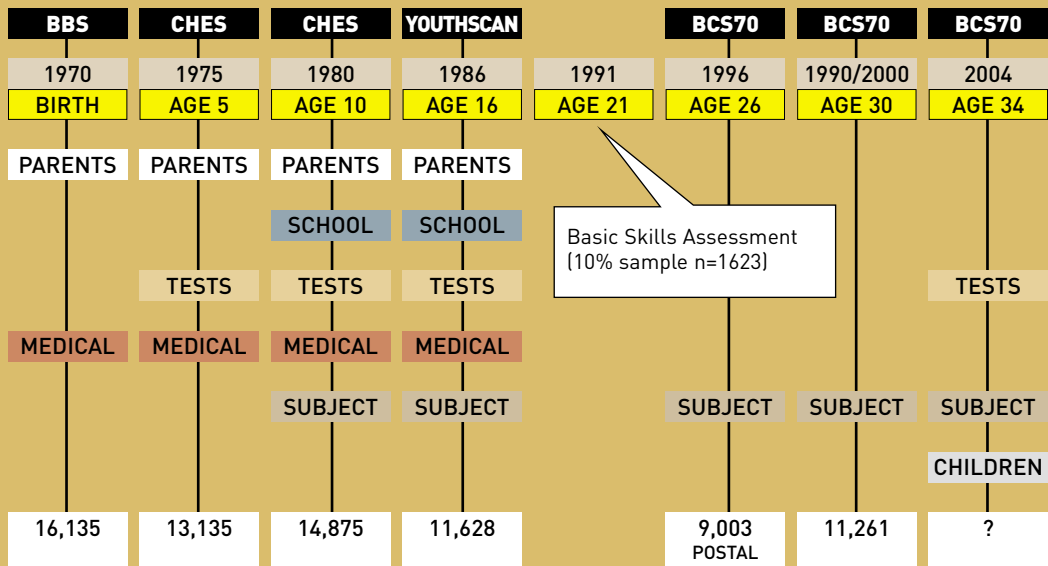 BBS CHES CHES YOUTHSCAN BCS70 BCS70 BCS70
1970 1975 1980 1986 1991 1996 1990/2000 2004
BIRTH AGE 5 AGE 10 AGE 16 AGE 21 AGE 26 AGE 30 AGE 34
PARENTS PARENTS PARENTS PARENTS
SCHOOL SCHOOL
Basic Skills Assessment
(10% sample n=1623)
TESTS TESTS TESTS TESTS
MEDICAL MEDICAL MEDICAL MEDICAL
SUBJECT SUBJECT SUBJECT SUBJECT SUBJECT
CHILDREN
16,135 13,135 14,875 11,628 9,003 11,261 ?
POSTAL